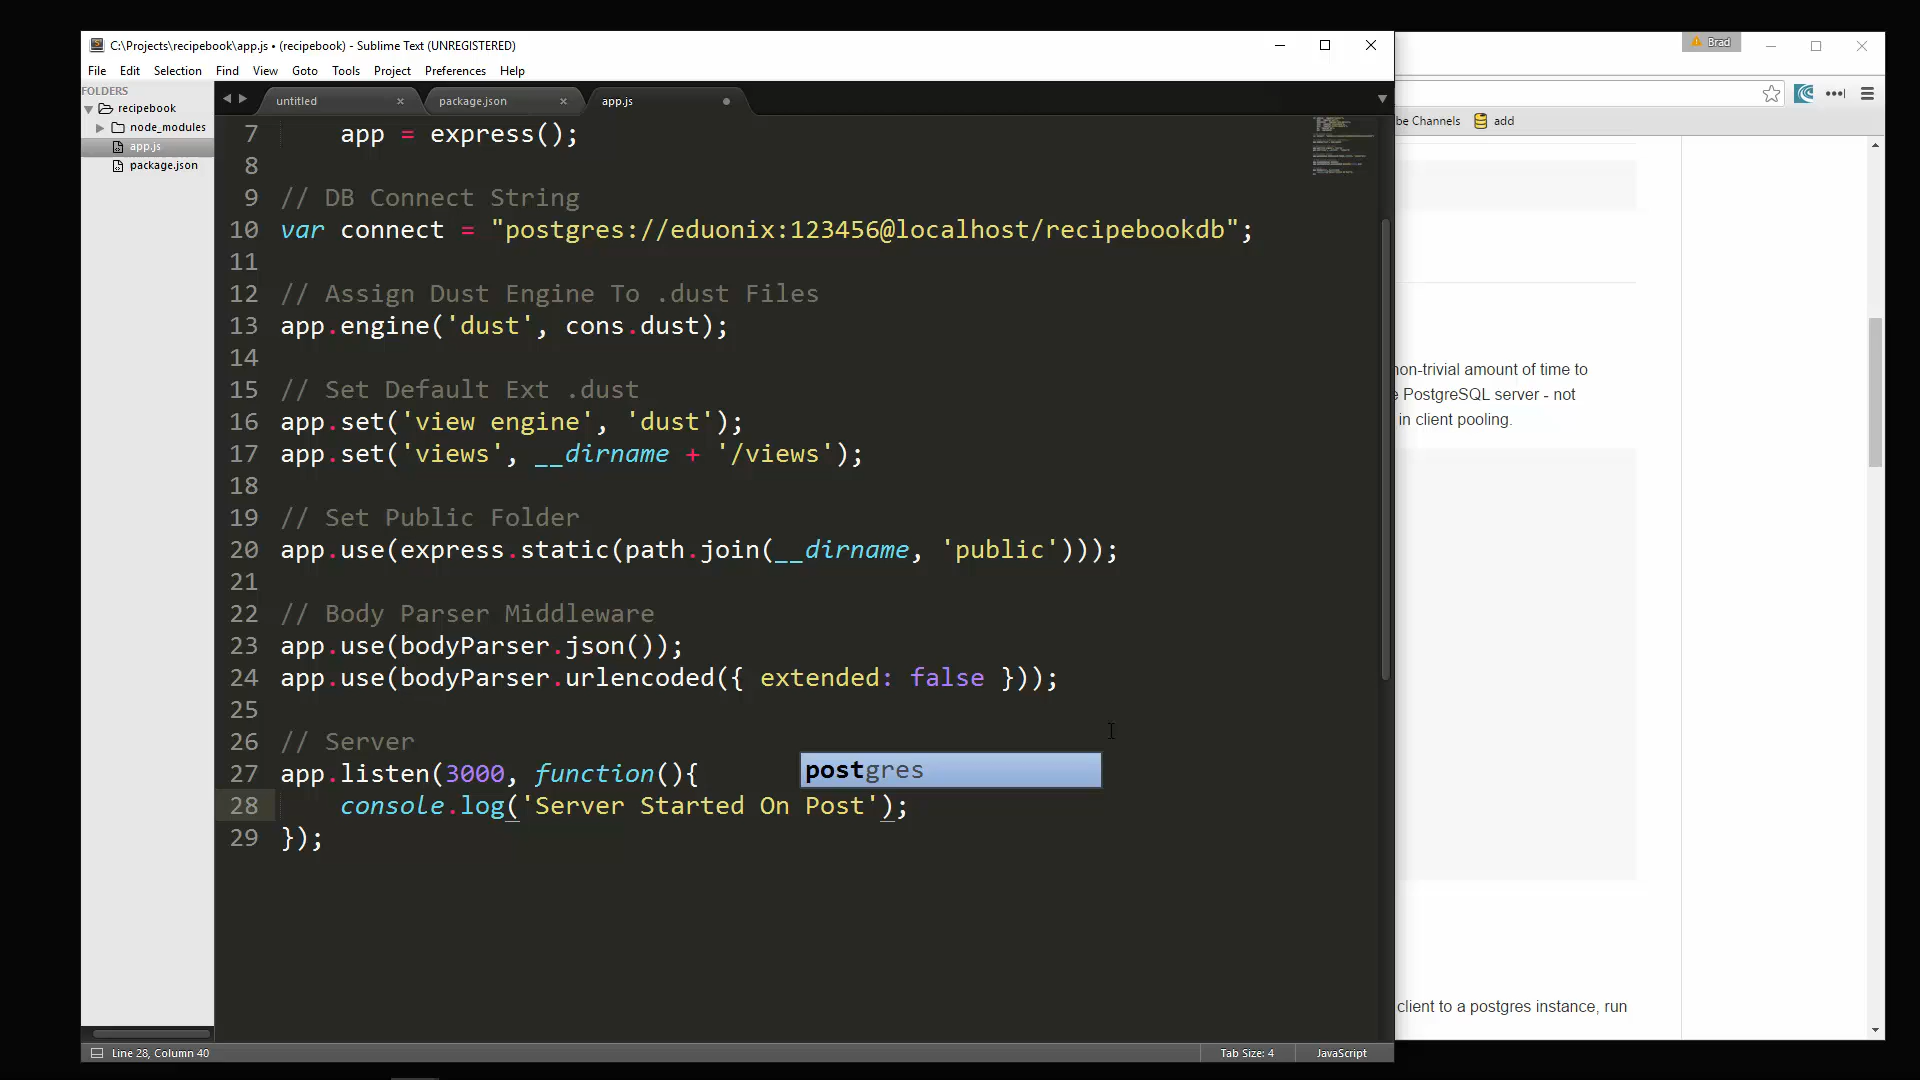 C:\Projects\recipebook\app.js • (recipebook) - Sublime Text (UNREGISTERED)
Brad
File Edit Selection Find View Goto Tools Project Preferences Help
FOLDERS
recipebook
node_modules
app.js
package.json
untitled
package.json
app.js
be Channels
add
7 app = express();
8
9 // DB Connect String
10 var connect = "postgres://eduonix:123456@localhost/recipebookdb";
11
12 // Assign Dust Engine To .dust Files
13 app.engine('dust', cons.dust);
14
15 // Set Default Ext .dust
16 app.set('view engine', 'dust');
17 app.set('views', __dirname + '/views');
18
19 // Set Public Folder
20 app.use(express.static(path.join(__dirname, 'public')));
21
22 // Body Parser Middleware
23 app.use(bodyParser.json());
24 app.use(bodyParser.urlencoded({ extended: false }));
25
26 // Server
27 app.listen(3000, function(){
postgres
28 console.log('Server Started On Post');
29 });
non-trivial amount of time to
PostgreSQL server - not
in client pooling.
client to a postgres instance, run
Line 28, Column 40
Tab Size: 4
JavaScript